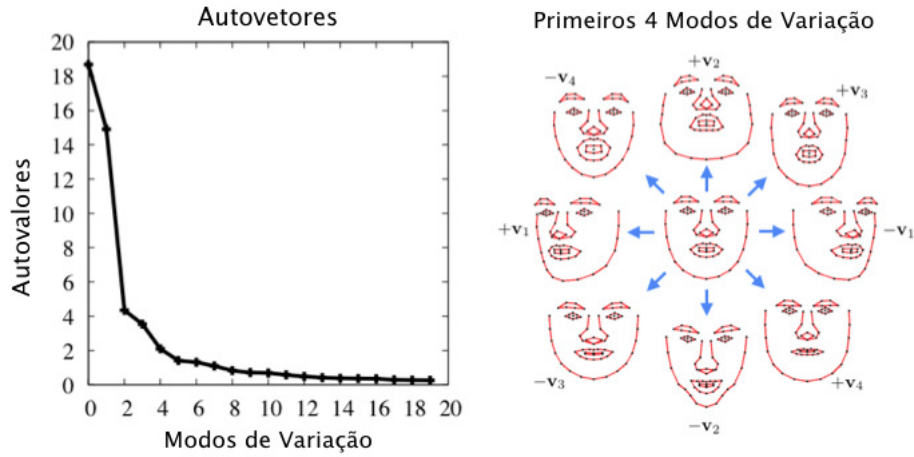 Autovetores
Autovalores
20
18
16
14
12
10
8
6
4
2
0
0 2 4 6 8 10 12 14 16 18 20
Modos de Variação
Primeiros 4 Modos de Variação
+v₂
−v₄
+v₃
+v₁
−v₁
−v₃
+v₄
−v₂